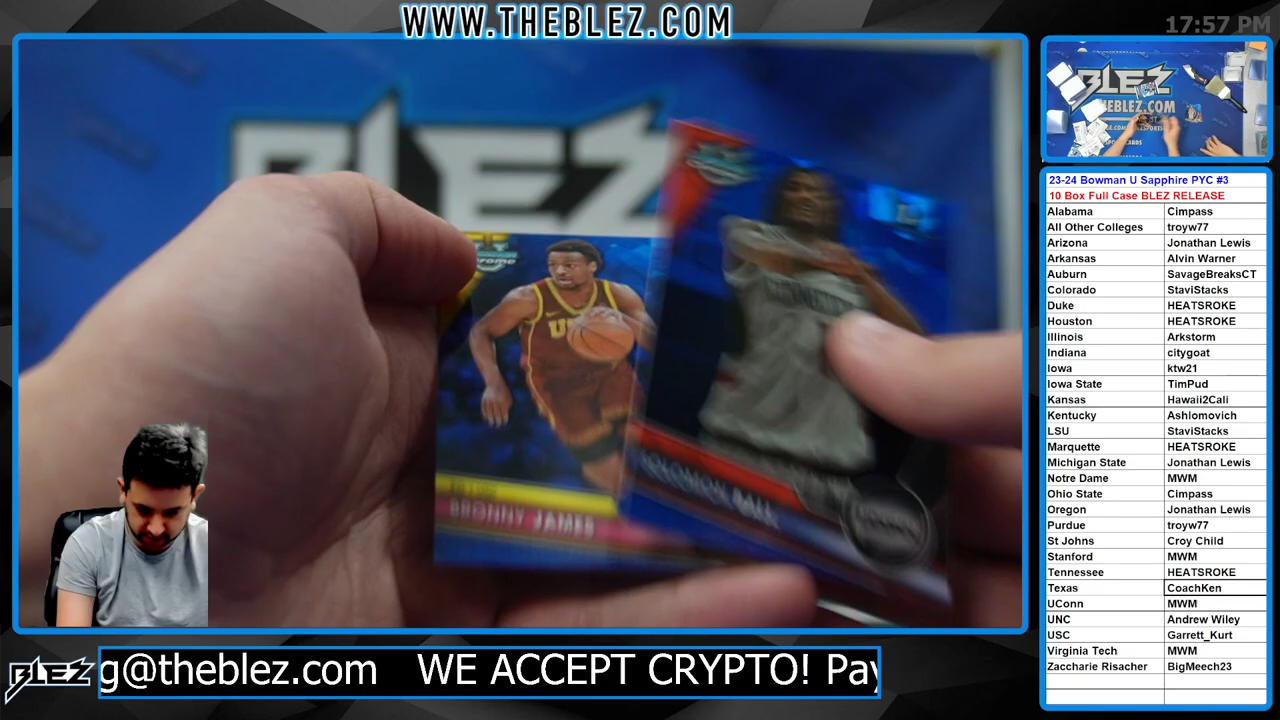 WWW.THEBLEZ.COM
17:57 PM
BLEZ
BRONNY JAMES
SOLOMON BALL
BLEZ
23-24 Bowman U Sapphire PYC #3
10 Box Full Case BLEZ RELEASE
Alabama Cimpass
All Other Colleges troyw77
Arizona Jonathan Lewis
Arkansas Alvin Warner
Auburn SavageBreaksCT
Colorado StaviStacks
Duke HEATSROKE
Houston HEATSROKE
Illinois Arkstorm
Indiana citygoat
Iowa ktw21
Iowa State TimPud
Kansas Hawaii2Cali
Kentucky Ashlomovich
LSU StaviStacks
Marquette HEATSROKE
Michigan State Jonathan Lewis
Notre Dame MWM
Ohio State Cimpass
Oregon Jonathan Lewis
Purdue troyw77
St Johns Croy Child
Stanford MWM
Tennessee HEATSROKE
Texas CoachKen
UConn MWM
UNC Andrew Wiley
USC Garrett_Kurt
Virginia Tech MWM
Zaccharie Risacher BigMeech23
BLEZ
g@theblez.com WE ACCEPT CRYPTO! Pay